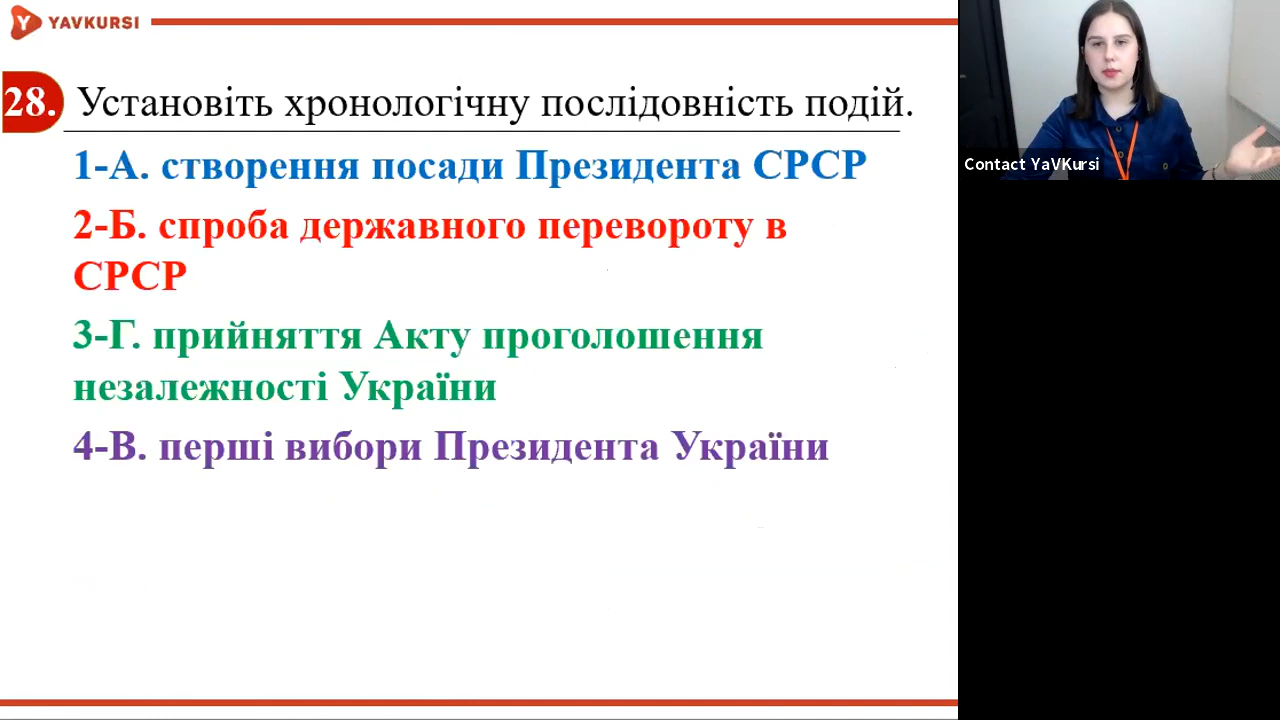 YAVKURSI
28. Установіть хронологічну послідовність подій.
1-А. створення посади Президента СРСР
2-Б. спроба державного перевороту в
СРСР
3-Г. прийняття Акту проголошення
незалежності України
4-В. перші вибори Президента України
Contact YaVKursi